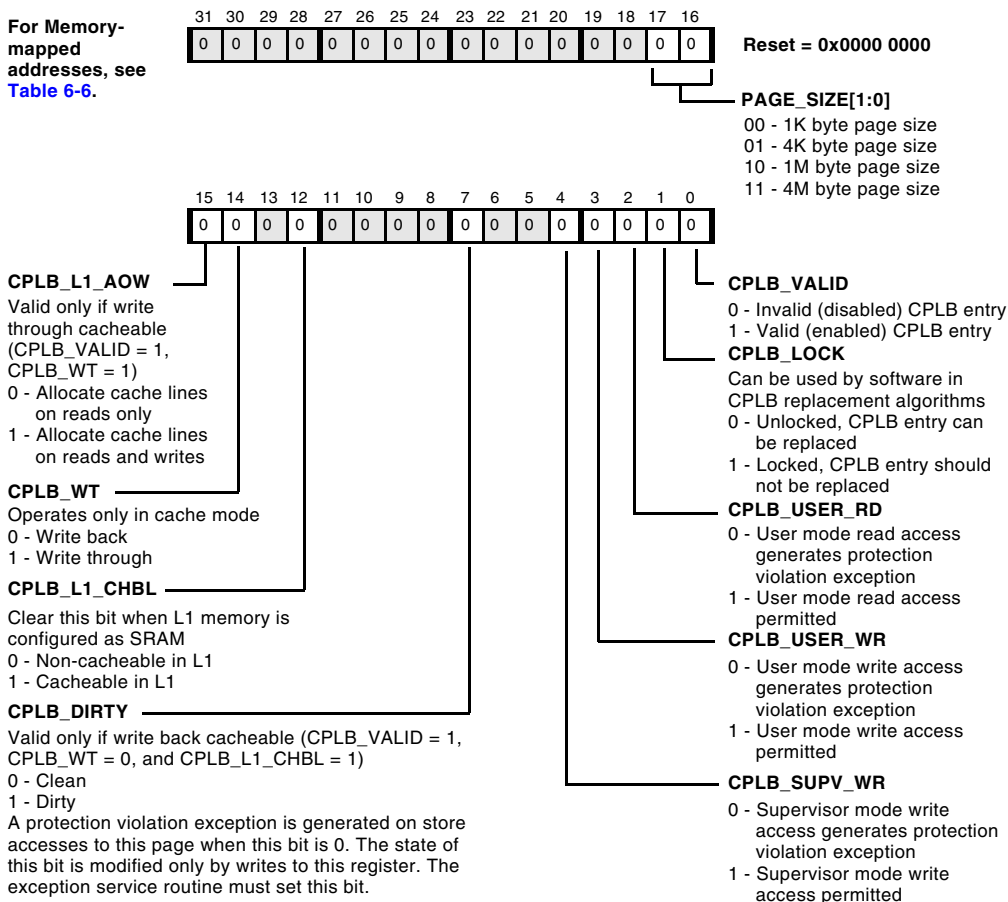 For Memory-
mapped
addresses, see
Table 6-6.
31 30 29 28 27 26 25 24 23 22 21 20 19 18 17 16
0 0 0 0 0 0 0 0 0 0 0 0 0 0 0 0
Reset = 0x0000 0000
PAGE_SIZE[1:0]
00 - 1K byte page size
01 - 4K byte page size
10 - 1M byte page size
11 - 4M byte page size
15 14 13 12 11 10 9 8 7 6 5 4 3 2 1 0
0 0 0 0 0 0 0 0 0 0 0 0 0 0 0 0
CPLB_L1_AOW
Valid only if write
through cacheable
(CPLB_VALID = 1,
CPLB_WT = 1)
0 - Allocate cache lines
on reads only
1 - Allocate cache lines
on reads and writes
CPLB_WT
Operates only in cache mode
0 - Write back
1 - Write through
CPLB_L1_CHBL
Clear this bit when L1 memory is
configured as SRAM
0 - Non-cacheable in L1
1 - Cacheable in L1
CPLB_DIRTY
Valid only if write back cacheable (CPLB_VALID = 1,
CPLB_WT = 0, and CPLB_L1_CHBL = 1)
0 - Clean
1 - Dirty
A protection violation exception is generated on store
accesses to this page when this bit is 0. The state of
this bit is modified only by writes to this register. The
exception service routine must set this bit.
CPLB_VALID
0 - Invalid (disabled) CPLB entry
1 - Valid (enabled) CPLB entry
CPLB_LOCK
Can be used by software in
CPLB replacement algorithms
0 - Unlocked, CPLB entry can
be replaced
1 - Locked, CPLB entry should
not be replaced
CPLB_USER_RD
0 - User mode read access
generates protection
violation exception
1 - User mode read access
permitted
CPLB_USER_WR
0 - User mode write access
generates protection
violation exception
1 - User mode write access
permitted
CPLB_SUPV_WR
0 - Supervisor mode write
access generates protection
violation exception
1 - Supervisor mode write
access permitted